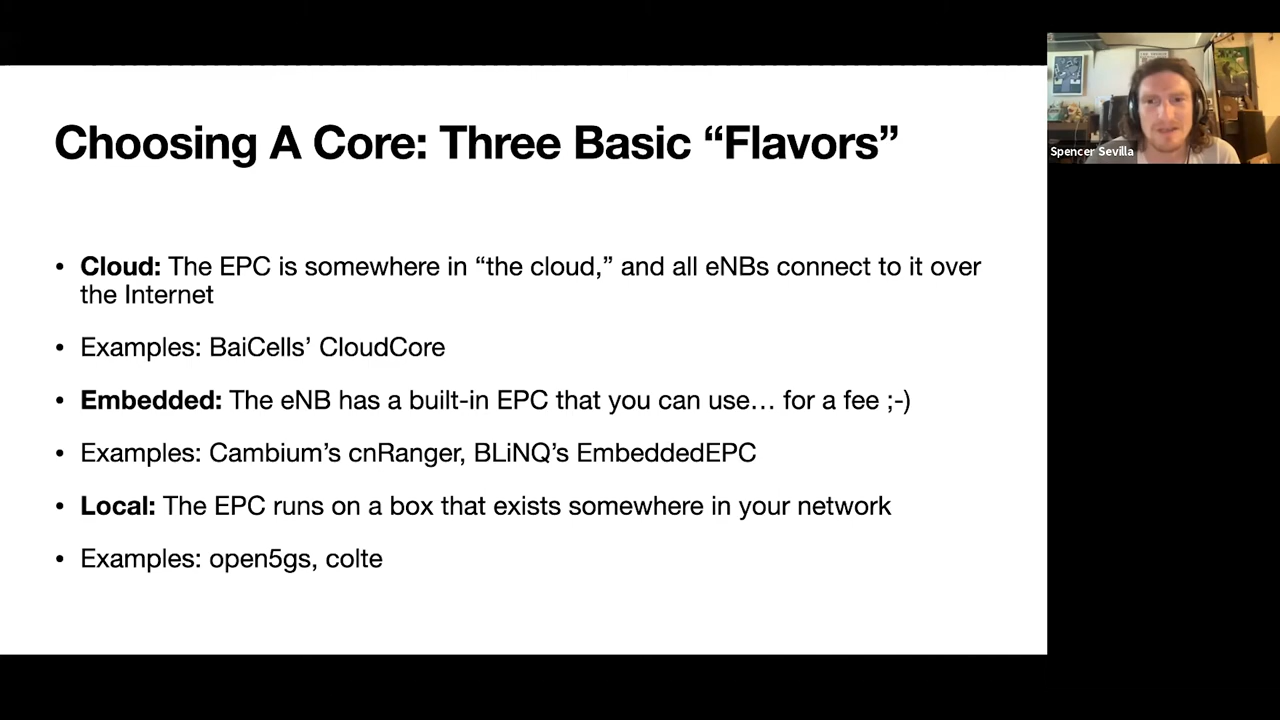 Choosing A Core: Three Basic “Flavors”
• Cloud: The EPC is somewhere in “the cloud,” and all eNBs connect to it over
the Internet
• Examples: BaiCells’ CloudCore
• Embedded: The eNB has a built-in EPC that you can use… for a fee ;-)
• Examples: Cambium’s cnRanger, BLiNQ’s EmbeddedEPC
• Local: The EPC runs on a box that exists somewhere in your network
• Examples: open5gs, colte
Spencer Sevilla